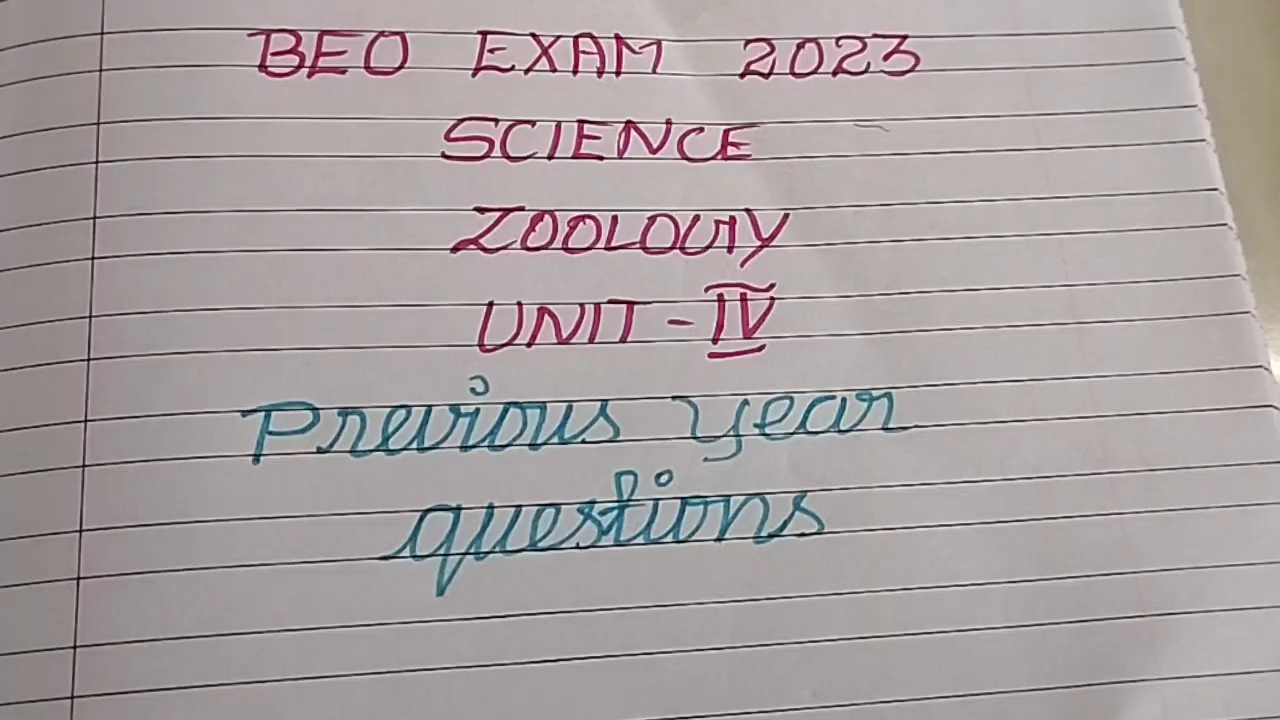 BEO EXAM 2023
SCIENCE
ZOOLOGY
UNIT - IV
Previous year
questions